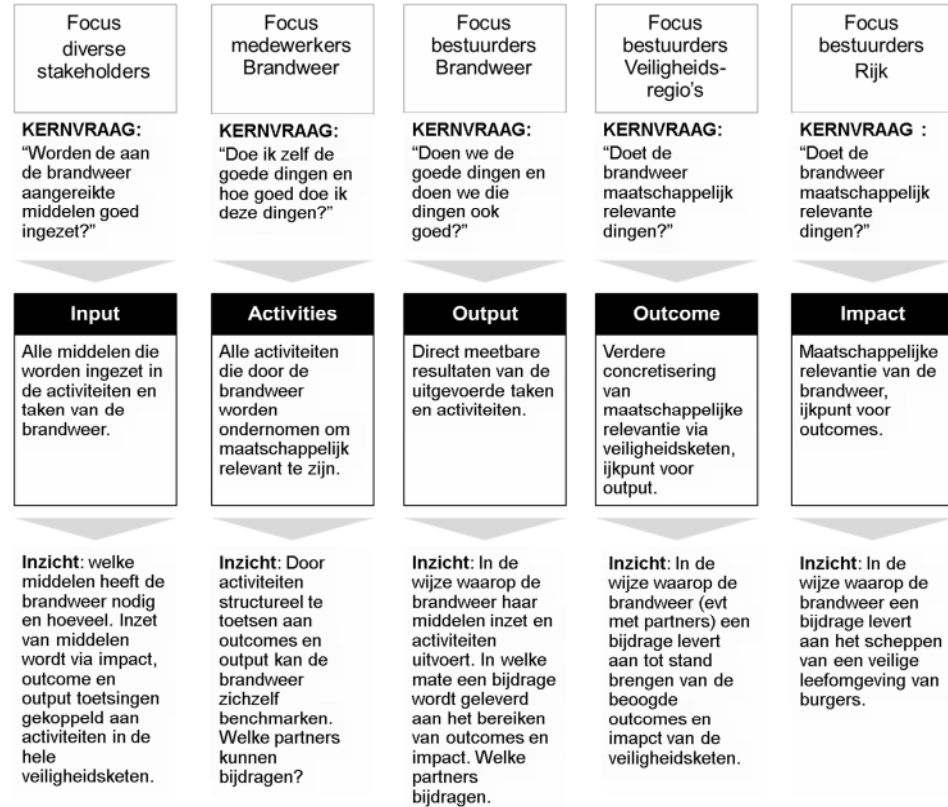 Focus
diverse
stakeholders
KERNVRAAG:
“Worden de aan
de brandweer
aangereikte
middelen goed
ingezet?”
Input
Alle middelen die
worden ingezet in
de activiteiten en
taken van de
brandweer.
Inzicht: welke
middelen heeft de
brandweer nodig
en hoeveel. Inzet
van middelen
wordt via impact,
outcome en
output toetsingen
gekoppeld aan
activiteiten in de
hele
veiligheidsketen.
Focus
medewerkers
Brandweer
KERNVRAAG:
“Doe ik zelf de
goede dingen en
hoe goed doe ik
deze dingen?”
Activities
Alle activiteiten
die door de
brandweer
worden
ondernomen om
maatschappelijk
relevant te zijn.
Inzicht: Door
activiteiten
structureel te
toetsen aan
outcomes en
output kan de
brandweer
zichzelf
benchmarken.
Welke partners
kunnen
bijdragen?
Focus
bestuurders
Brandweer
KERNVRAAG:
“Doen we de
goede dingen en
doen we die
dingen ook
goed?”
Output
Direct meetbare
resultaten van de
uitgevoerde taken
en activiteiten.
Inzicht: In de
wijze waarop de
brandweer haar
middelen inzet en
activiteiten
uitvoert. In welke
mate een bijdrage
wordt geleverd
aan het bereiken
van outcomes en
impact. Welke
partners
bijdragen.
Focus
bestuurders
Veiligheids-
regio’s
KERNVRAAG:
“Doet de
brandweer
maatschappelijk
relevante
dingen?”
Outcome
Verdere
concretisering
van
maatschappelijke
relevantie via
veiligheidsketen,
ijkpunt voor
output.
Inzicht: In de
wijze waarop de
brandweer (evt
met partners) een
bijdrage levert
aan tot stand
brengen van de
beoogde
outcomes en
imapct van de
veiligheidsketen.
Focus
bestuurders
Rijk
KERNVRAAG :
“Doet de
brandweer
maatschappelijk
relevante
dingen?”
Impact
Maatschappelijke
relevantie van de
brandweer,
ijkpunt voor
outcomes.
Inzicht: In de
wijze waarop de
brandweer een
bijdrage levert
aan het scheppen
van een veilige
leefomgeving van
burgers.